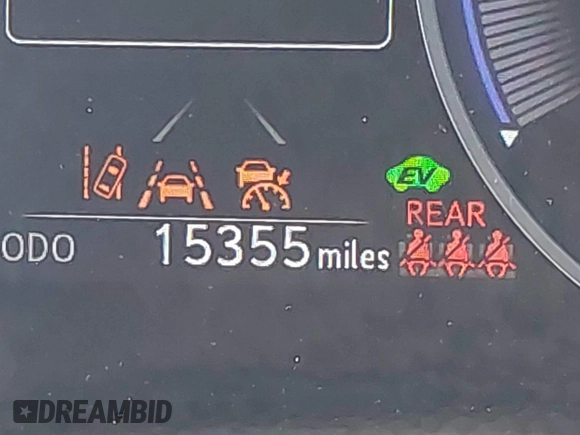 EV
REAR
ODO 15355 miles
DREAMBID